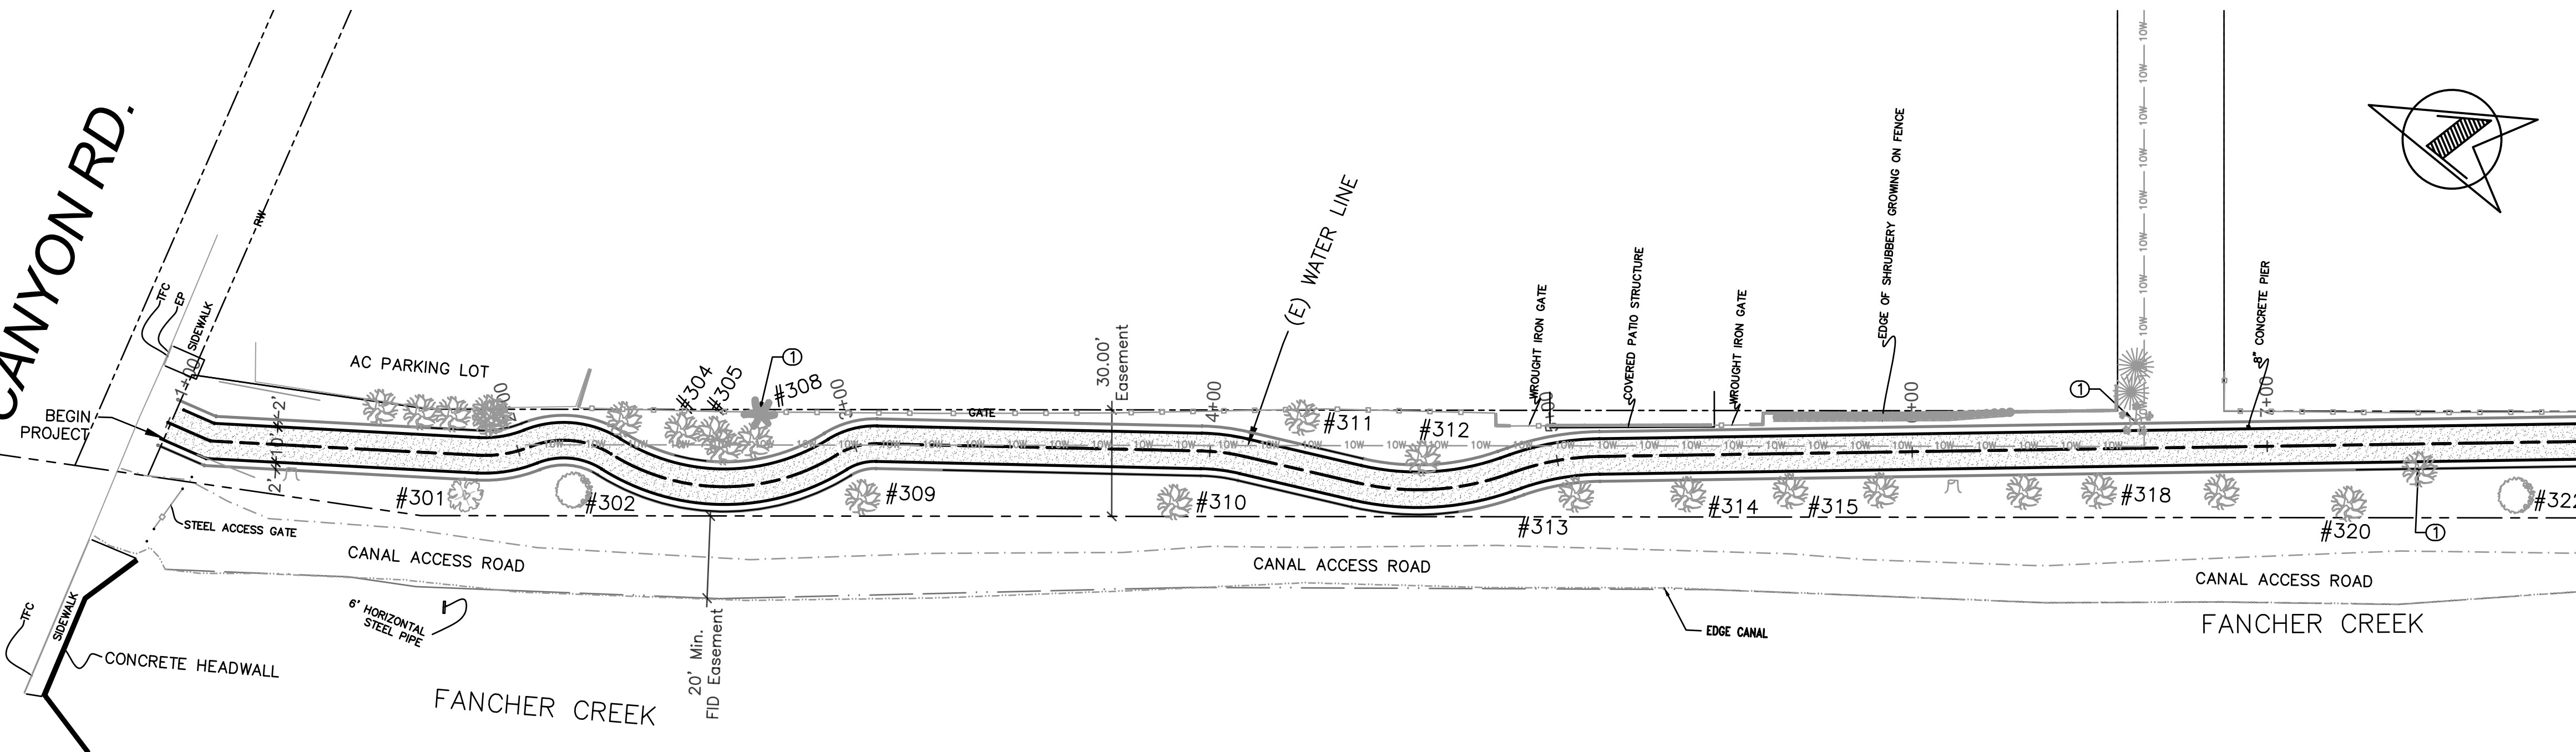 CANYON RD.
RW
TFC
EP
SIDEWALK
1+00
AC PARKING LOT
BEGIN
PROJECT
2' 10' 2'
#304
#305
1
#308
30.00'
Easement
(E) WATER LINE
4+00
GATE
#311
#312
WROUGHT IRON GATE
COVERED PATIO STRUCTURE
WROUGHT IRON GATE
EDGE OF SHRUBBERY GROWING ON FENCE
1
8" CONCRETE PIER
7+00
10W
#301
#302
#309
#310
#313
#314
#315
#318
#320
1
STEEL ACCESS GATE
CANAL ACCESS ROAD
CANAL ACCESS ROAD
CANAL ACCESS ROAD
6' HORIZONTAL
STEEL PIPE
20' Min.
FID Easement
EDGE CANAL
FANCHER CREEK
TFC
SIDEWALK
CONCRETE HEADWALL
FANCHER CREEK